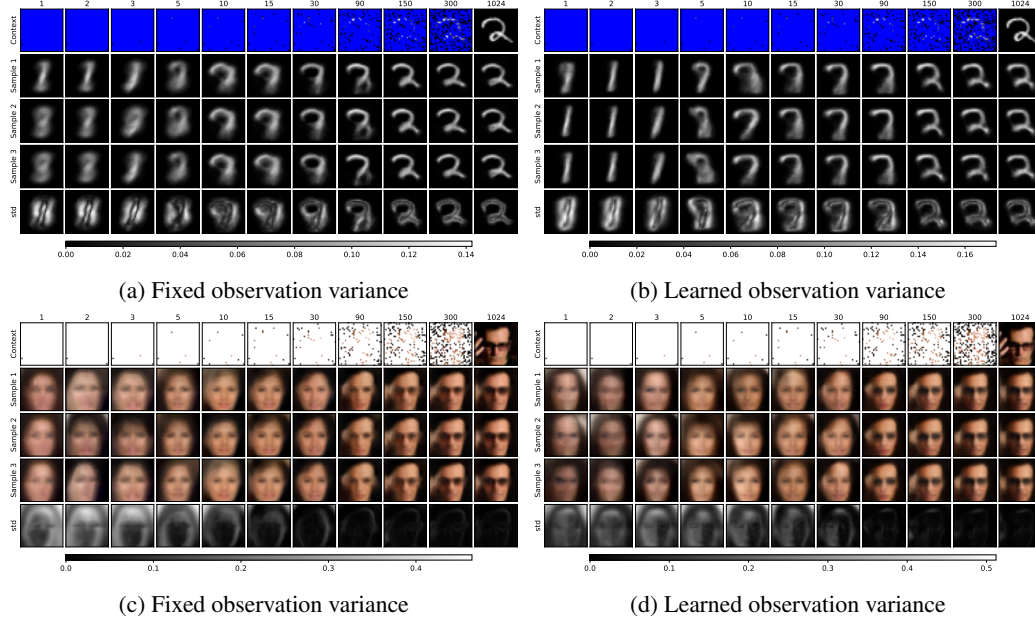 1 2 3 5 10 15 30 90 150 300 1024
Context
Sample 1
Sample 2
Sample 3
std
0.00 0.02 0.04 0.06 0.08 0.10 0.12 0.14
(a) Fixed observation variance
1 2 3 5 10 15 30 90 150 300 1024
Context
Sample 1
Sample 2
Sample 3
std
0.00 0.02 0.04 0.06 0.08 0.10 0.12 0.14 0.16
(b) Learned observation variance
1 2 3 5 10 15 30 90 150 300 1024
Context
Sample 1
Sample 2
Sample 3
std
0.0 0.1 0.2 0.3 0.4
(c) Fixed observation variance
1 2 3 5 10 15 30 90 150 300 1024
Context
Sample 1
Sample 2
Sample 3
std
0.0 0.1 0.2 0.3 0.4 0.5
(d) Learned observation variance